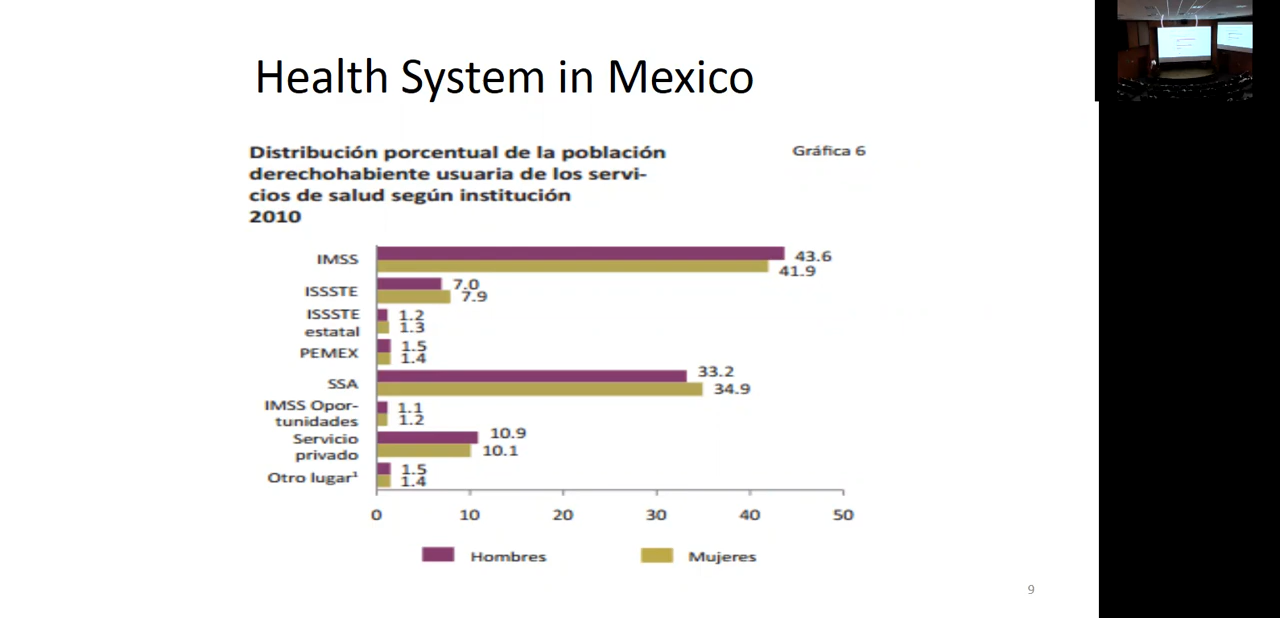 Health System in Mexico
Distribución porcentual de la población
derechohabiente usuaria de los servi-
cios de salud según institución
2010
Gráfica 6
IMSS
43.6
41.9
ISSSTE
7.0
7.9
ISSSTE
estatal
1.2
1.3
PEMEX
1.5
1.4
SSA
33.2
34.9
IMSS Opor-
tunidades
1.1
1.2
Servicio
privado
10.9
10.1
Otro lugar¹
1.5
1.4
0 10 20 30 40 50
Hombres Mujeres
9